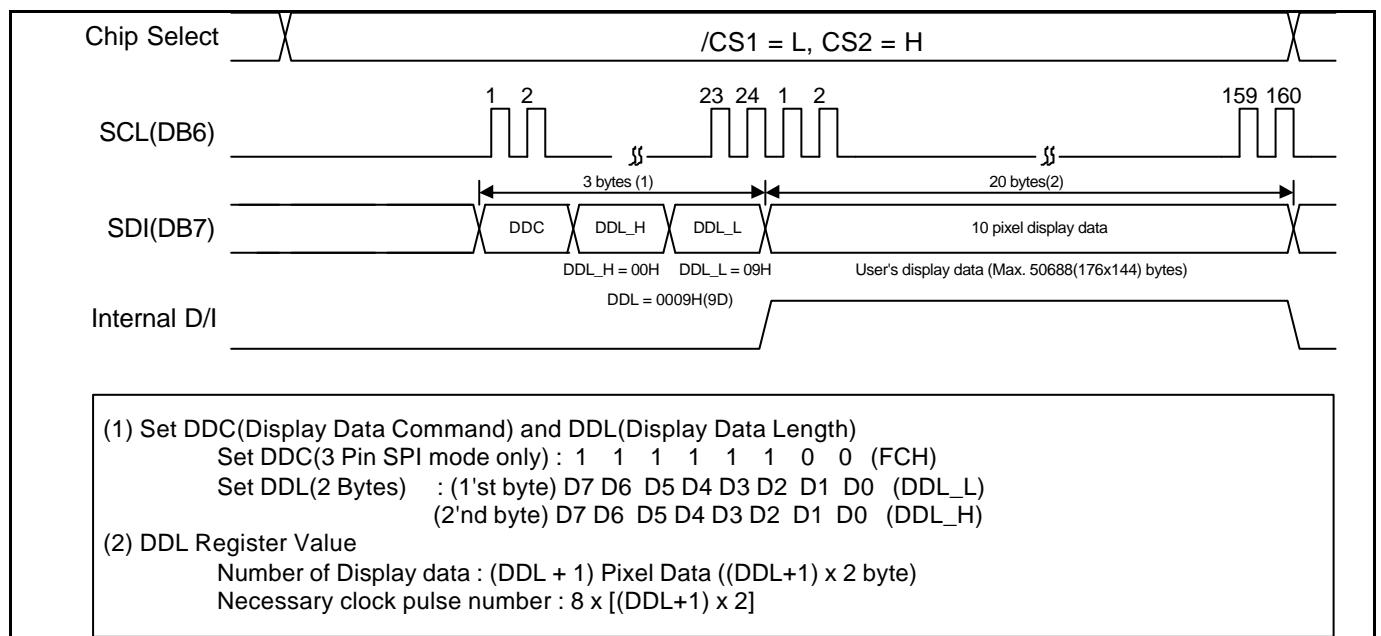 Chip Select
/CS1 = L, CS2 = H
1 2 23 24 1 2 159 160
SCL(DB6)
3 bytes (1) 20 bytes(2)
SDI(DB7)
DDC DDL_H DDL_L 10 pixel display data
DDL_H = 00H DDL_L = 09H User's display data (Max. 50688(176x144) bytes)
DDL = 0009H(9D)
Internal D/I
(1) Set DDC(Display Data Command) and DDL(Display Data Length)
Set DDC(3 Pin SPI mode only) : 1 1 1 1 1 1 0 0 (FCH)
Set DDL(2 Bytes) : (1'st byte) D7 D6 D5 D4 D3 D2 D1 D0 (DDL_L)
(2'nd byte) D7 D6 D5 D4 D3 D2 D1 D0 (DDL_H)
(2) DDL Register Value
Number of Display data : (DDL + 1) Pixel Data ((DDL+1) x 2 byte)
Necessary clock pulse number : 8 x [(DDL+1) x 2]